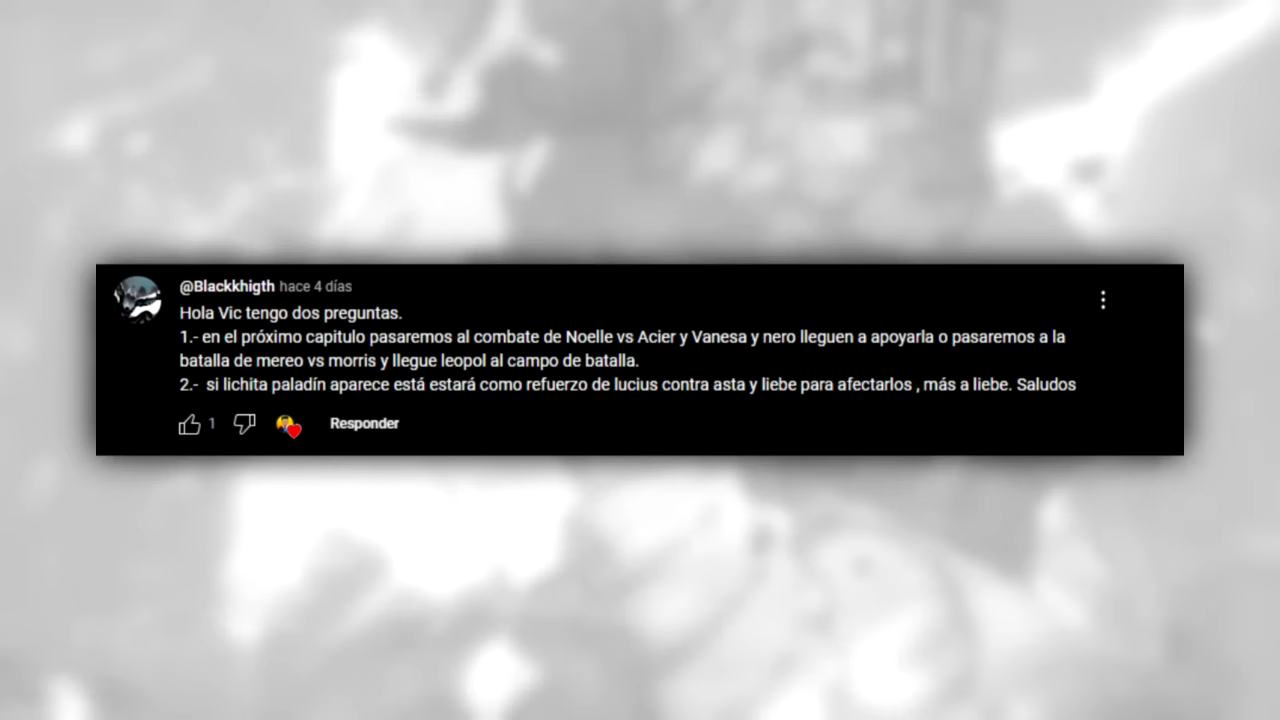 @Blackkhigth hace 4 días
Hola Vic tengo dos preguntas.
1.- en el próximo capitulo pasaremos al combate de Noelle vs Acier y Vanesa y nero lleguen a apoyarla o pasaremos a la
batalla de mereo vs morris y llegue leopol al campo de batalla.
2.- si lichita paladín aparece está estará como refuerzo de lucius contra asta y liebe para afectarlos , más a liebe. Saludos
1 Responder